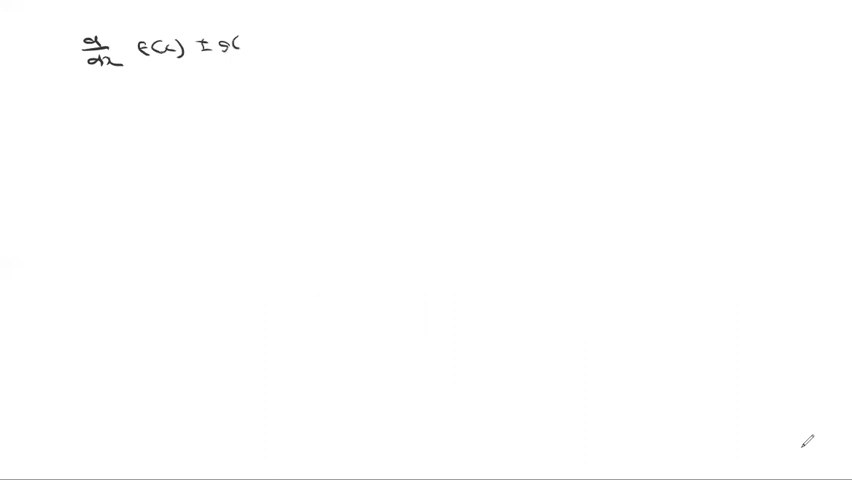 d/dx f(x) ± g(